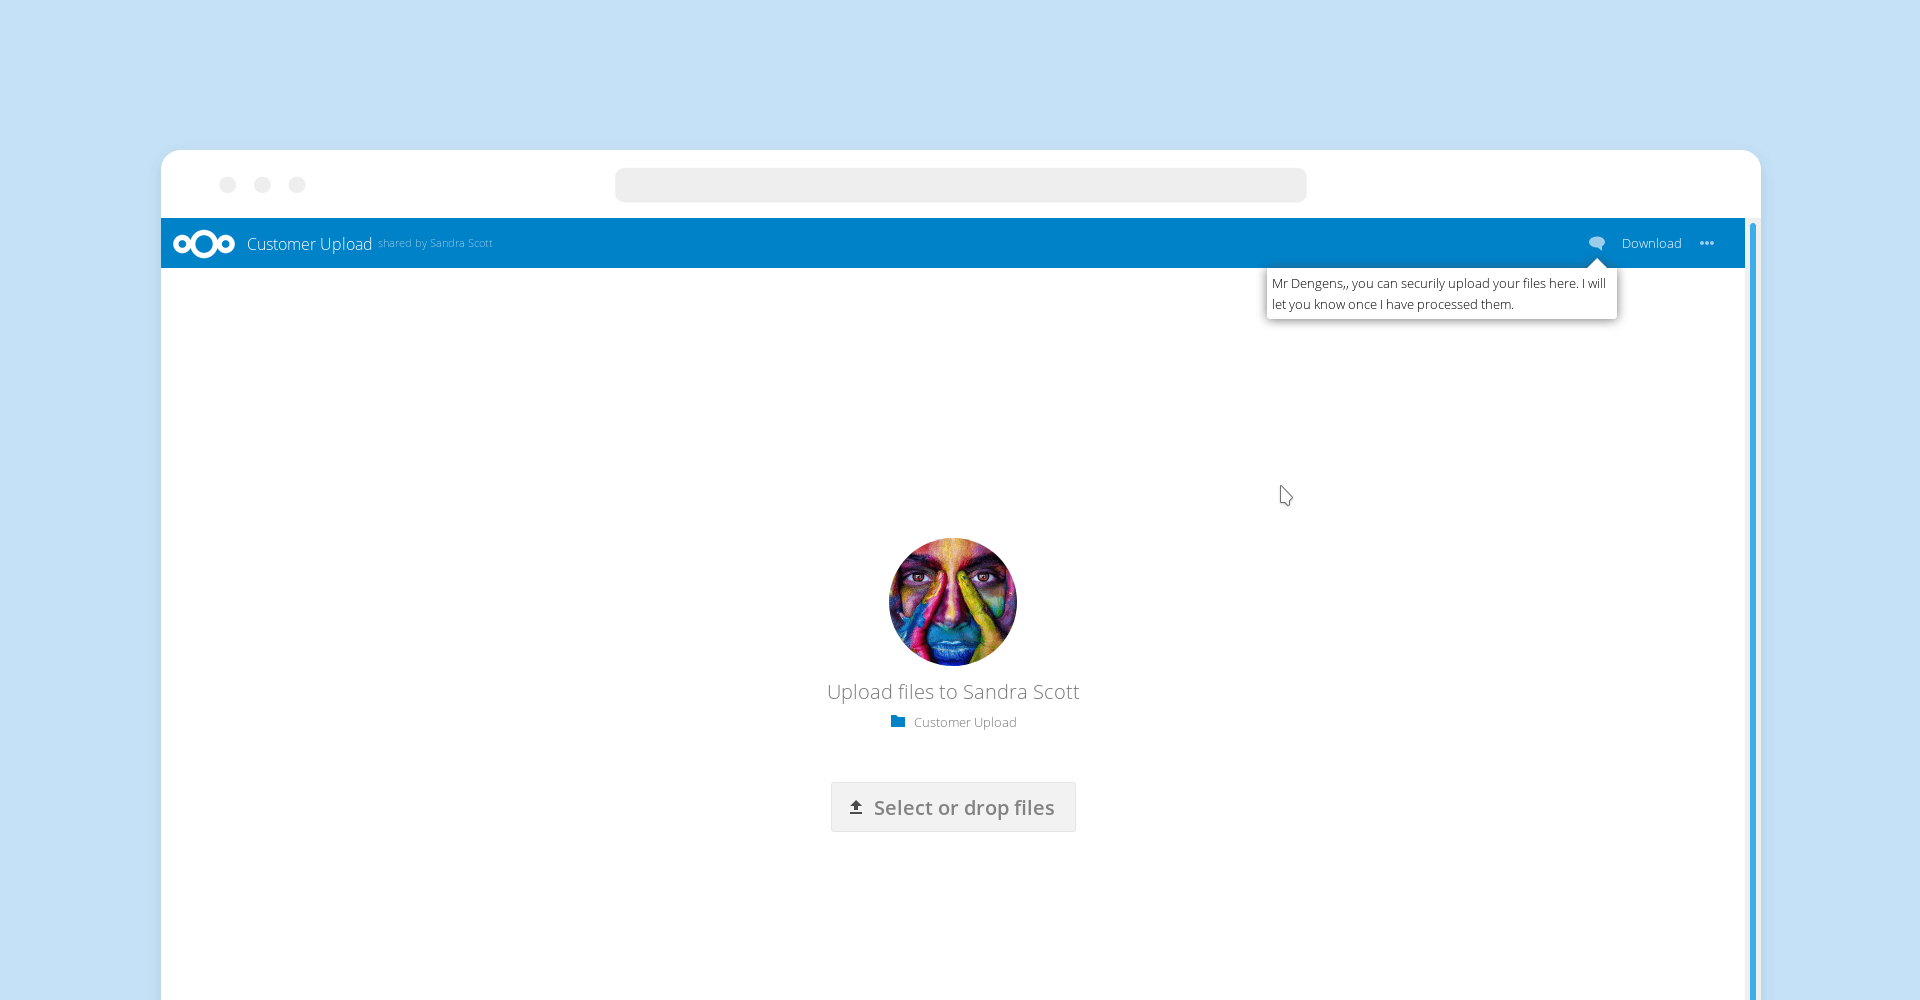 Customer Upload shared by Sandra Scott
Download
Mr Dengens,, you can securily upload your files here. I will
let you know once I have processed them.
Upload files to Sandra Scott
Customer Upload
Select or drop files